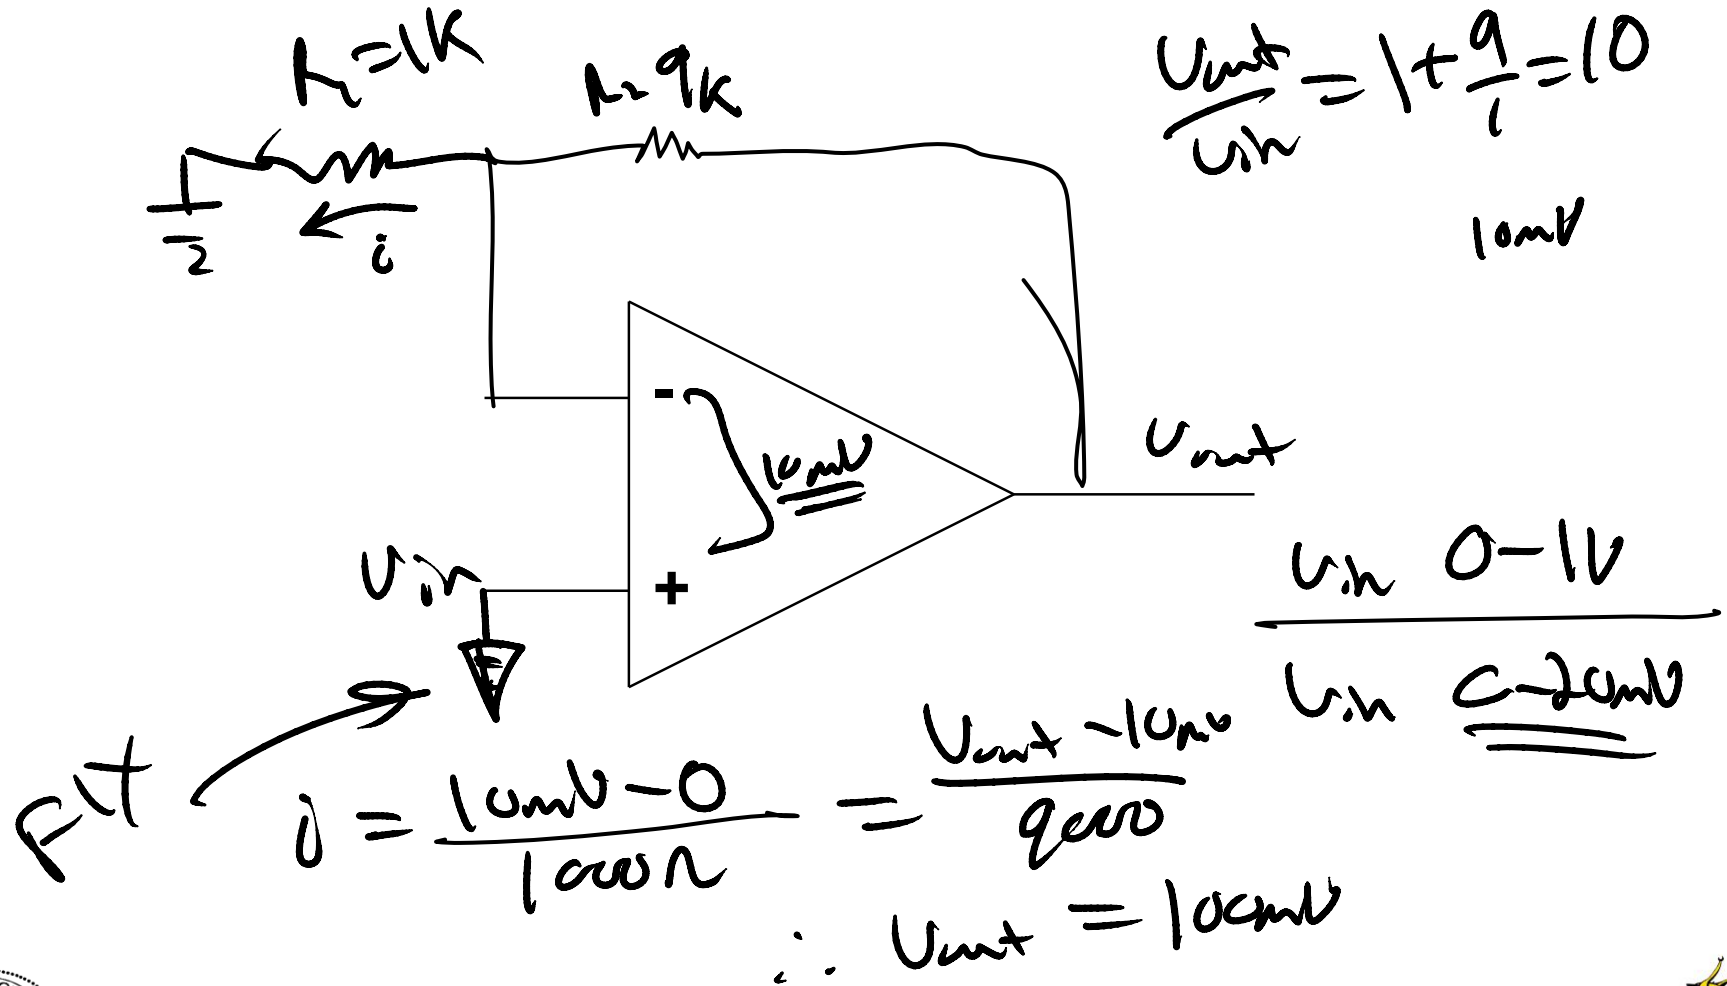 R₁=1K
R₂ 9K
Vout/Vin = 1+9/1 = 10
10mV
2
i
-
10mV
Vout
Vin
+
Vin 0-1V
Vin 0-20mV
i = 10mV-0/1000Ω = Vout-10mV/9000
∴ Vout = 100mV